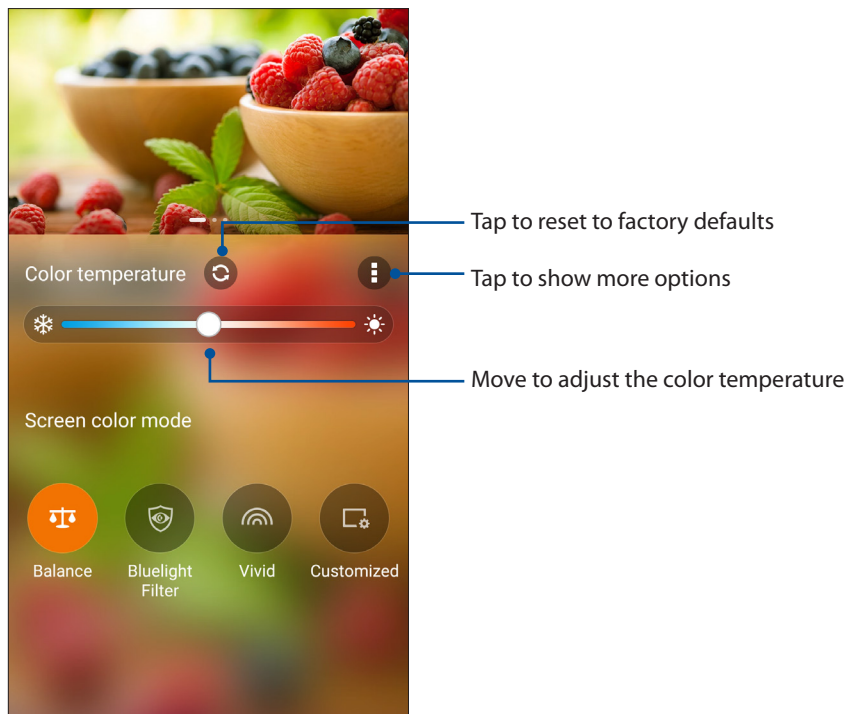 Tap to reset to factory defaults
Color temperature
Tap to show more options
Move to adjust the color temperature
Screen color mode
Balance
Bluelight
Filter
Vivid
Customized